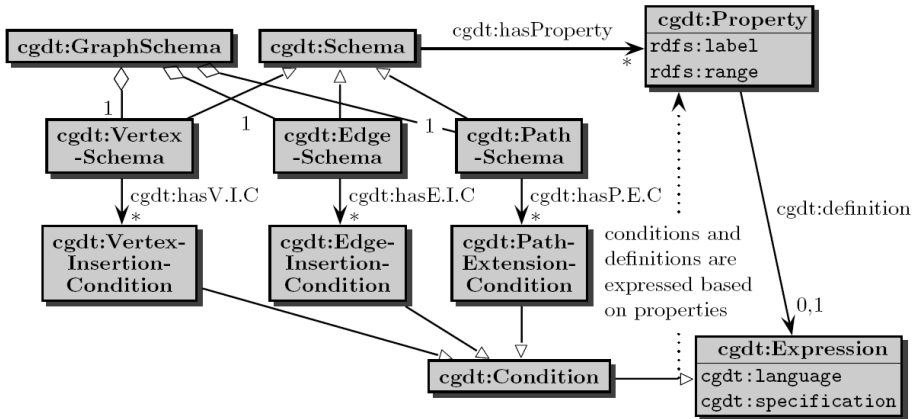 cgdt:GraphSchema
cgdt:Schema
cgdt:hasProperty
*
cgdt:Property
rdfs:label
rdfs:range
1
1
1
cgdt:Vertex
-Schema
cgdt:Edge
-Schema
cgdt:Path
-Schema
cgdt:hasV.I.C
*
cgdt:hasE.I.C
*
cgdt:hasP.E.C
*
cgdt:definition
cgdt:Vertex-
Insertion-
Condition
cgdt:Edge-
Insertion-
Condition
cgdt:Path-
Extension-
Condition
conditions and
definitions are
expressed based
on properties
0,1
cgdt:Condition
cgdt:Expression
cgdt:language
cgdt:specification